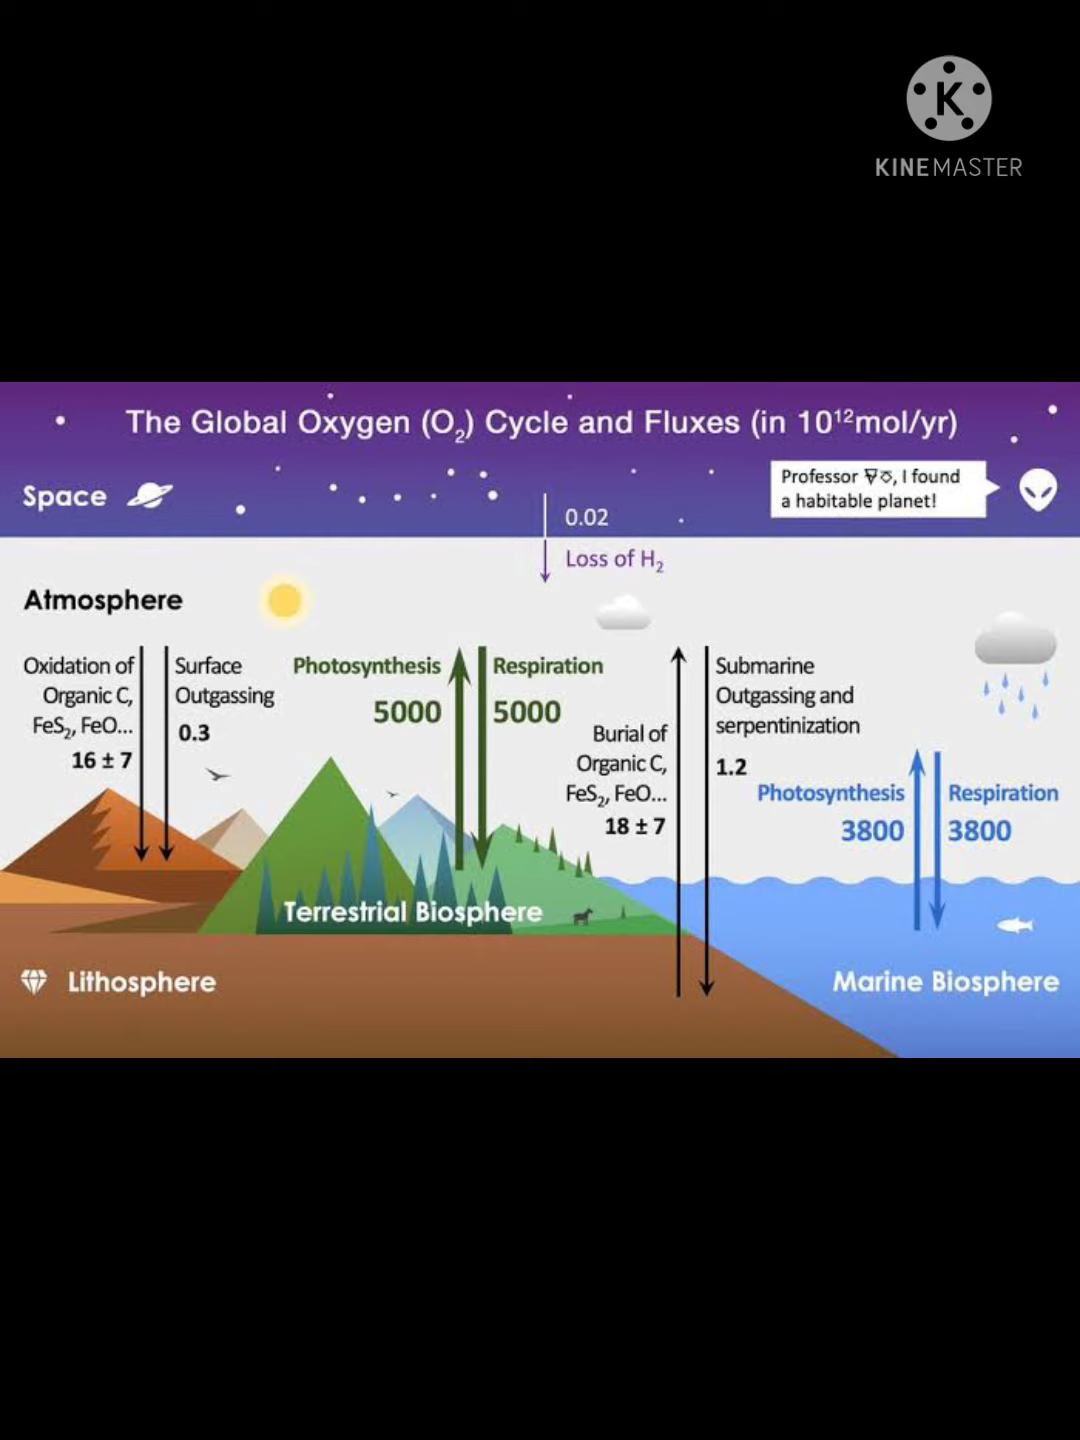 KINEMASTER
The Global Oxygen (O₂) Cycle and Fluxes (in 10¹²mol/yr)
Space
Professor , I found
a habitable planet!
0.02
Loss of H₂
Atmosphere
Oxidation of
Organic C,
FeS₂, FeO...
16 ± 7
Surface
Outgassing
0.3
Photosynthesis
5000
Respiration
5000
Burial of
Organic C,
FeS₂, FeO...
18 ± 7
Submarine
Outgassing and
serpentinization
1.2
Photosynthesis
3800
Respiration
3800
Terrestrial Biosphere
Lithosphere
Marine Biosphere